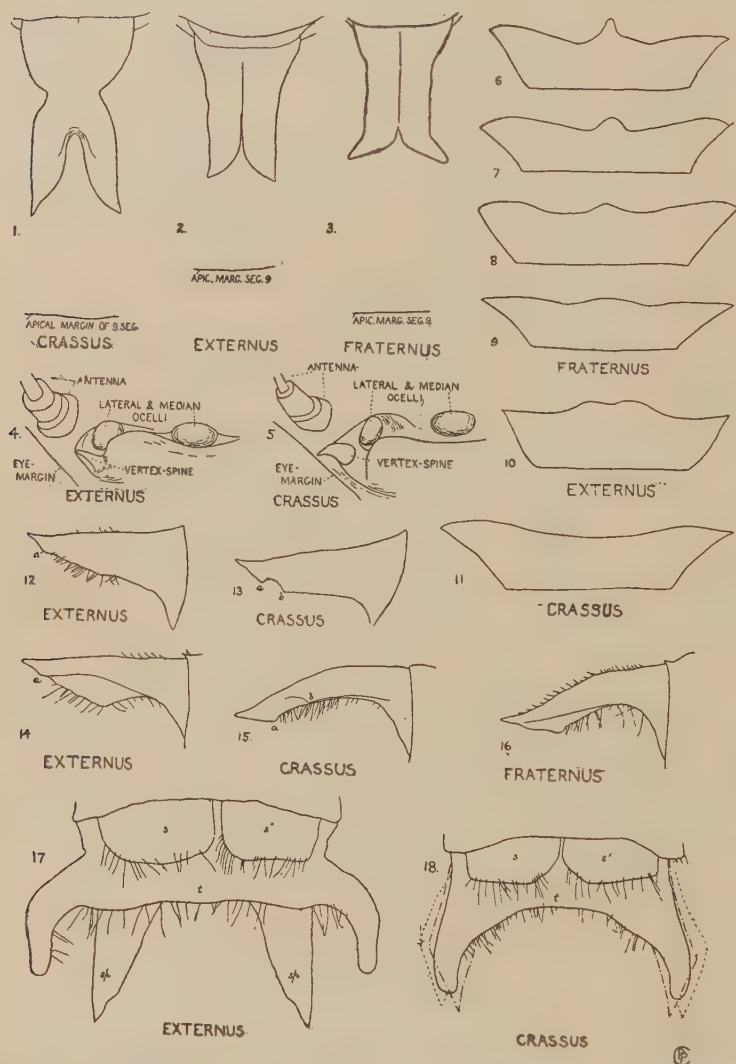 1.
2.
3.
6
7
8
9
FRATERNUS
APICAL MARGIN OF 9. SEG.
CRASSUS
APIC. MARG. SEG. 9
EXTERNUS
APIC. MARG. SEG. 9
FRATERNUS
4.
ANTENNA
LATERAL & MEDIAN
OCELLI
EYE-
MARGIN
VERTEX-SPINE
EXTERNUS
5
ANTENNA
LATERAL & MEDIAN
OCELLI
EYE-
MARGIN
VERTEX-SPINE
CRASSUS
10
EXTERNUS
11
CRASSUS
12
a
EXTERNUS
13
a
b
CRASSUS
14
a
EXTERNUS
15.
a
b
CRASSUS
16
FRATERNUS
17
s
s'
t
sp
sp
EXTERNUS
18.
s
s'
t
CRASSUS